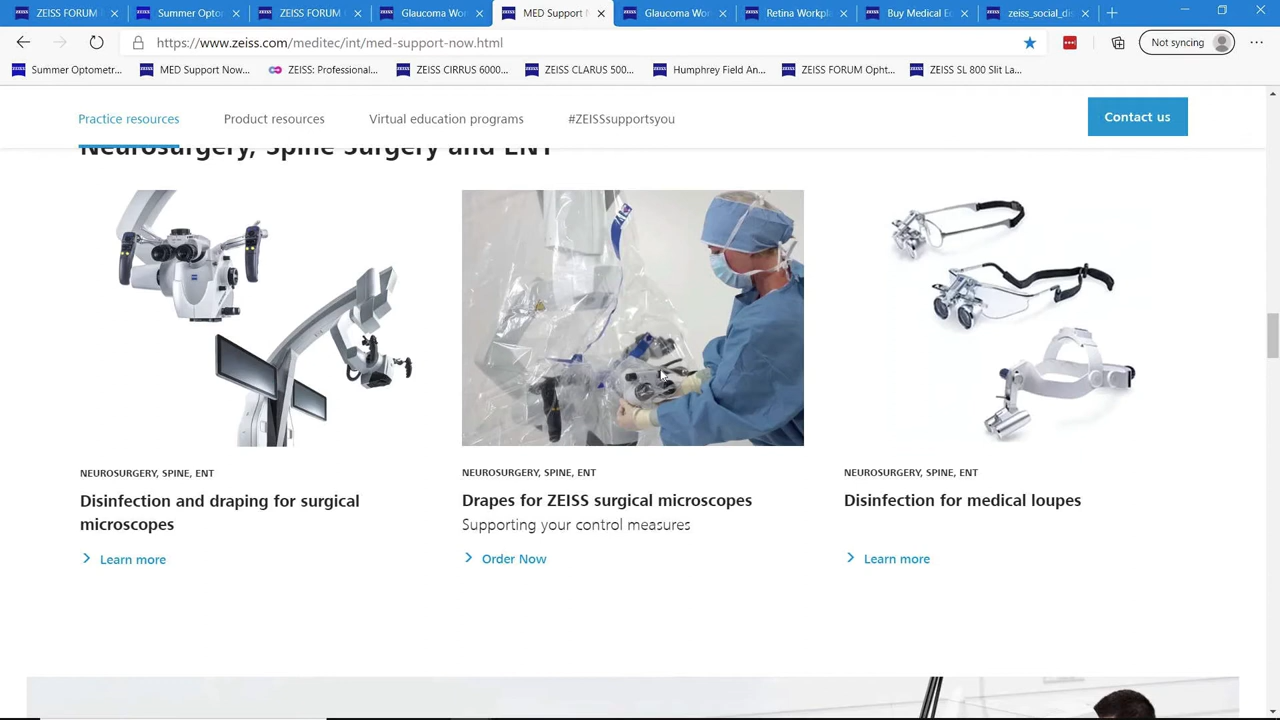 ZEISS FORUM
Summer Opto
ZEISS FORUM
Glaucoma Wor
MED Support
Glaucoma Wo
Retina Workpl
Buy Medical E
zeiss_social_di
https://www.zeiss.com/meditec/int/med-support-now.html
Not syncing
Summer Optometr...
MED Support Now...
ZEISS: Professional...
ZEISS CIRRUS 6000...
ZEISS CLARUS 500...
Humphrey Field An...
ZEISS FORUM Opht...
ZEISS SL 800 Slit La...
Practice resources
Product resources
Virtual education programs
#ZEISSsupportsyou
Contact us
Neurosurgery, Spine Surgery and ENT
NEUROSURGERY, SPINE, ENT
Disinfection and draping for surgical
microscopes
Learn more
NEUROSURGERY, SPINE, ENT
Drapes for ZEISS surgical microscopes
Supporting your control measures
Order Now
NEUROSURGERY, SPINE, ENT
Disinfection for medical loupes
Learn more